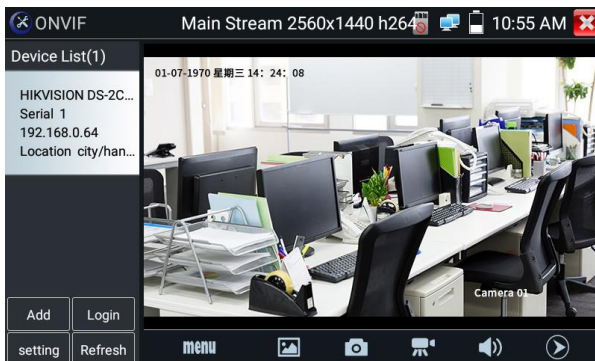 ONVIF
Main Stream 2560x1440 h264
10:55 AM
Device List(1)
HIKVISION DS-2C...
Serial 1
192.168.0.64
Location city/han...
01-07-1970 星期三 14：24：08
Camera 01
Add
Login
setting
Refresh
menu